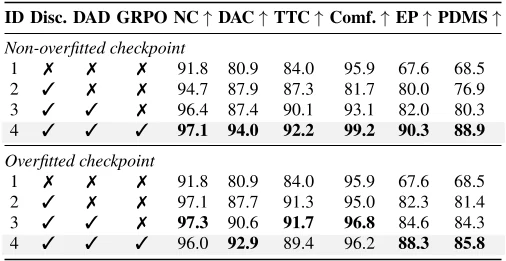 ID Disc. DAD GRPO NC ↑ DAC ↑ TTC ↑ Comf. ↑ EP ↑ PDMS ↑
Non-overfitted checkpoint
1 ✗ ✗ ✗ 91.8 80.9 84.0 95.9 67.6 68.5
2 ✓ ✗ ✗ 94.7 87.9 87.3 81.7 80.0 76.9
3 ✓ ✓ ✗ 96.4 87.4 90.1 93.1 82.0 80.3
4 ✓ ✓ ✓ 97.1 94.0 92.2 99.2 90.3 88.9
Overfitted checkpoint
1 ✗ ✗ ✗ 91.8 80.9 84.0 95.9 67.6 68.5
2 ✓ ✗ ✗ 97.1 87.7 91.3 95.0 82.3 81.4
3 ✓ ✓ ✗ 97.3 90.6 91.7 96.8 84.6 84.3
4 ✓ ✓ ✓ 96.0 92.9 89.4 96.2 88.3 85.8